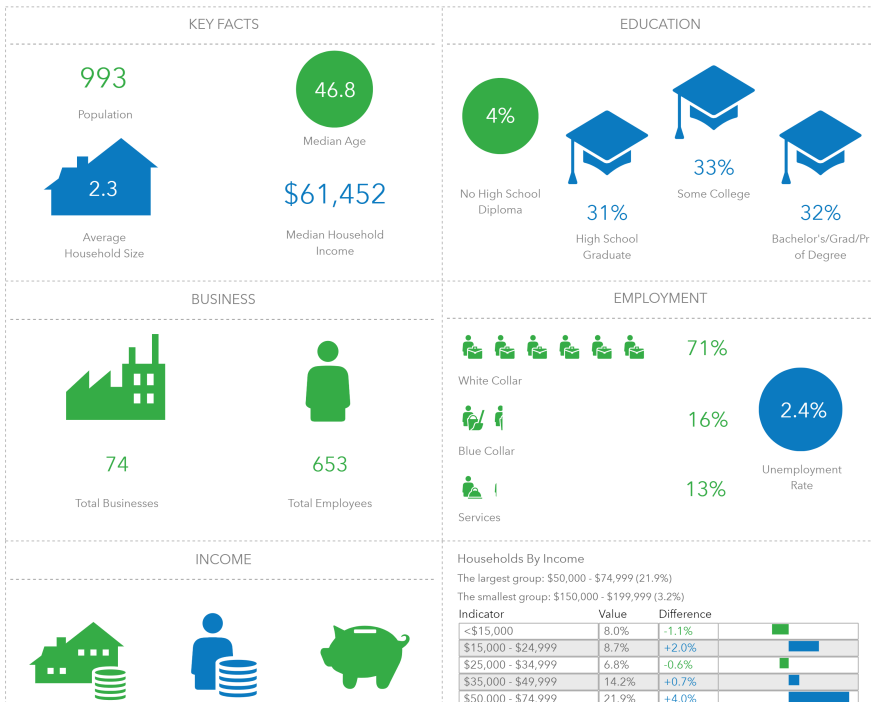 KEY FACTS
993
Population
46.8
Median Age
2.3
Average
Household Size
$61,452
Median Household
Income
EDUCATION
4%
No High School
Diploma
31%
High School
Graduate
33%
Some College
32%
Bachelor's/Grad/Pr
of Degree
BUSINESS
74
Total Businesses
653
Total Employees
EMPLOYMENT
71%
White Collar
16%
Blue Collar
13%
Services
2.4%
Unemployment
Rate
INCOME
Households By Income
The largest group: $50,000 - $74,999 (21.9%)
The smallest group: $150,000 - $199,999 (3.2%)
Indicator Value Difference
<$15,000 8.0% -1.1%
$15,000 - $24,999 8.7% +2.0%
$25,000 - $34,999 6.8% -0.6%
$35,000 - $49,999 14.2% +0.7%
$50,000 - $74,999 21.9% +4.0%